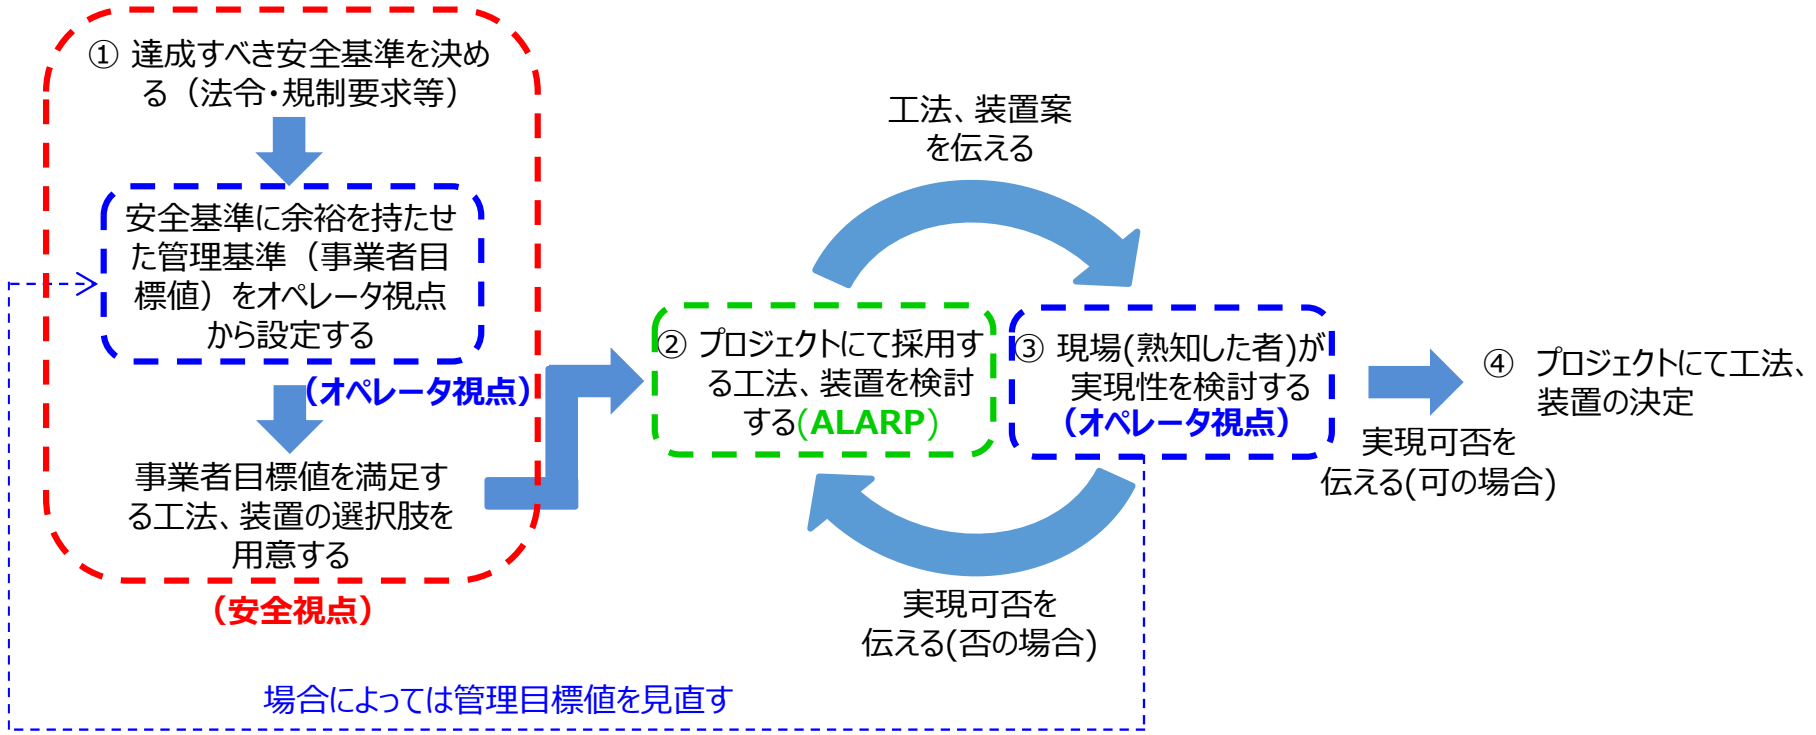 ① 達成すべき安全基準を決め
る（法令・規制要求等）
安全基準に余裕を持たせ
た管理基準（事業者目
標値）をオペレータ視点
から設定する
（オペレータ視点）
事業者目標値を満足す
る工法、装置の選択肢を
用意する
（安全視点）
工法、装置案
を伝える
② プロジェクトにて採用す
る工法、装置を検討
する(ALARP)
③ 現場(熟知した者)が
実現性を検討する
（オペレータ視点）
実現可否を
伝える(否の場合)
実現可否を
伝える(可の場合)
④ プロジェクトにて工法、
装置の決定
場合によっては管理目標値を見直す